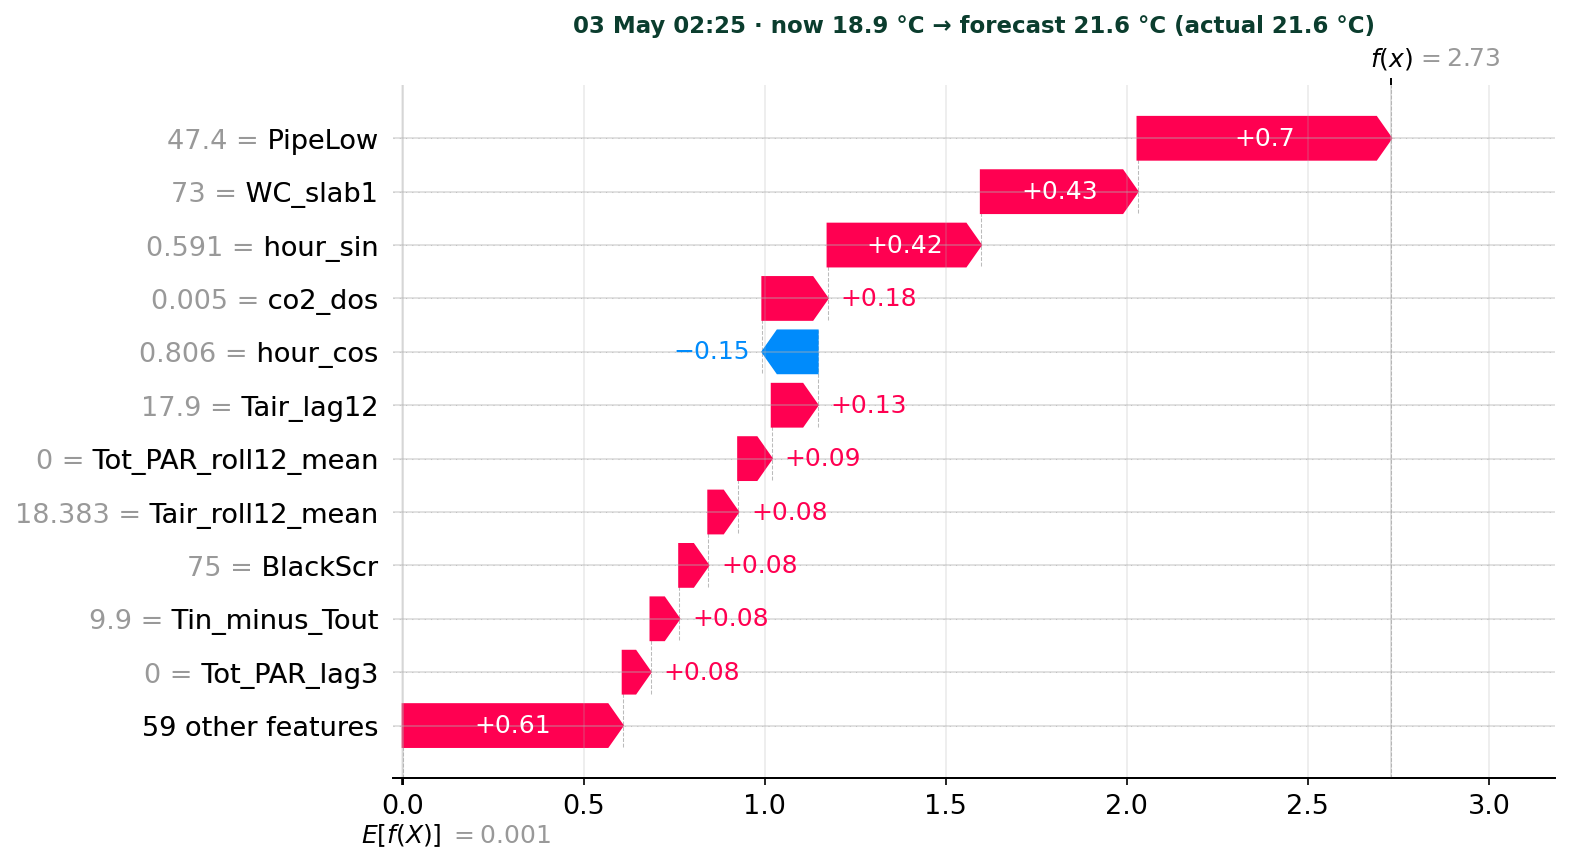 03 May 02:25 · now 18.9 °C → forecast 21.6 °C (actual 21.6 °C)
f(x) = 2.73
47.4 = PipeLow
+0.7
73 = WC_slab1
+0.43
0.591 = hour_sin
+0.42
0.005 = co2_dos
+0.18
0.806 = hour_cos
−0.15
17.9 = Tair_lag12
+0.13
0 = Tot_PAR_roll12_mean
+0.09
18.383 = Tair_roll12_mean
+0.08
75 = BlackScr
+0.08
9.9 = Tin_minus_Tout
+0.08
0 = Tot_PAR_lag3
+0.08
59 other features
+0.61
0.0 0.5 1.0 1.5 2.0 2.5 3.0
E[f(X)] = 0.001